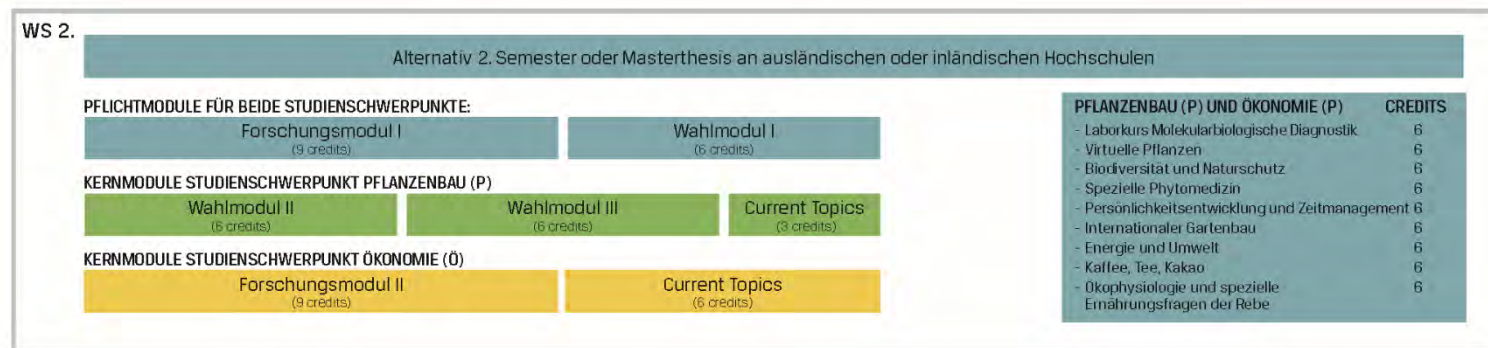 WS 2.
Alternativ 2. Semester oder Masterthesis an ausländischen oder inländischen Hochschulen
PFLICHTMODULE FÜR BEIDE STUDIENSCHWERPUNKTE:
Forschungsmodul I
(9 credits)
Wahlmodul I
(6 credits)
KERNMODULE STUDIENSCHWERPUNKT PFLANZENBAU (P)
Wahlmodul II
(6 credits)
Wahlmodul III
(6 credits)
Current Topics
(3 credits)
KERNMODULE STUDIENSCHWERPUNKT ÖKONOMIE (Ö)
Forschungsmodul II
(9 credits)
Current Topics
(6 credits)
PFLANZENBAU (P) UND ÖKONOMIE (P) CREDITS
- Laborkurs Molekularbiologische Diagnostik 6
- Virtuelle Pflanzen 6
- Biodiversität und Naturschutz 6
- Spezielle Phytomedizin 6
- Persönlichkeitsentwicklung und Zeitmanagement 6
- Internationaler Gartenbau 6
- Energie und Umwelt 6
- Kaffee, Tee, Kakao 6
- Ökophysiologie und spezielle 6
Ernährungsfragen der Rebe